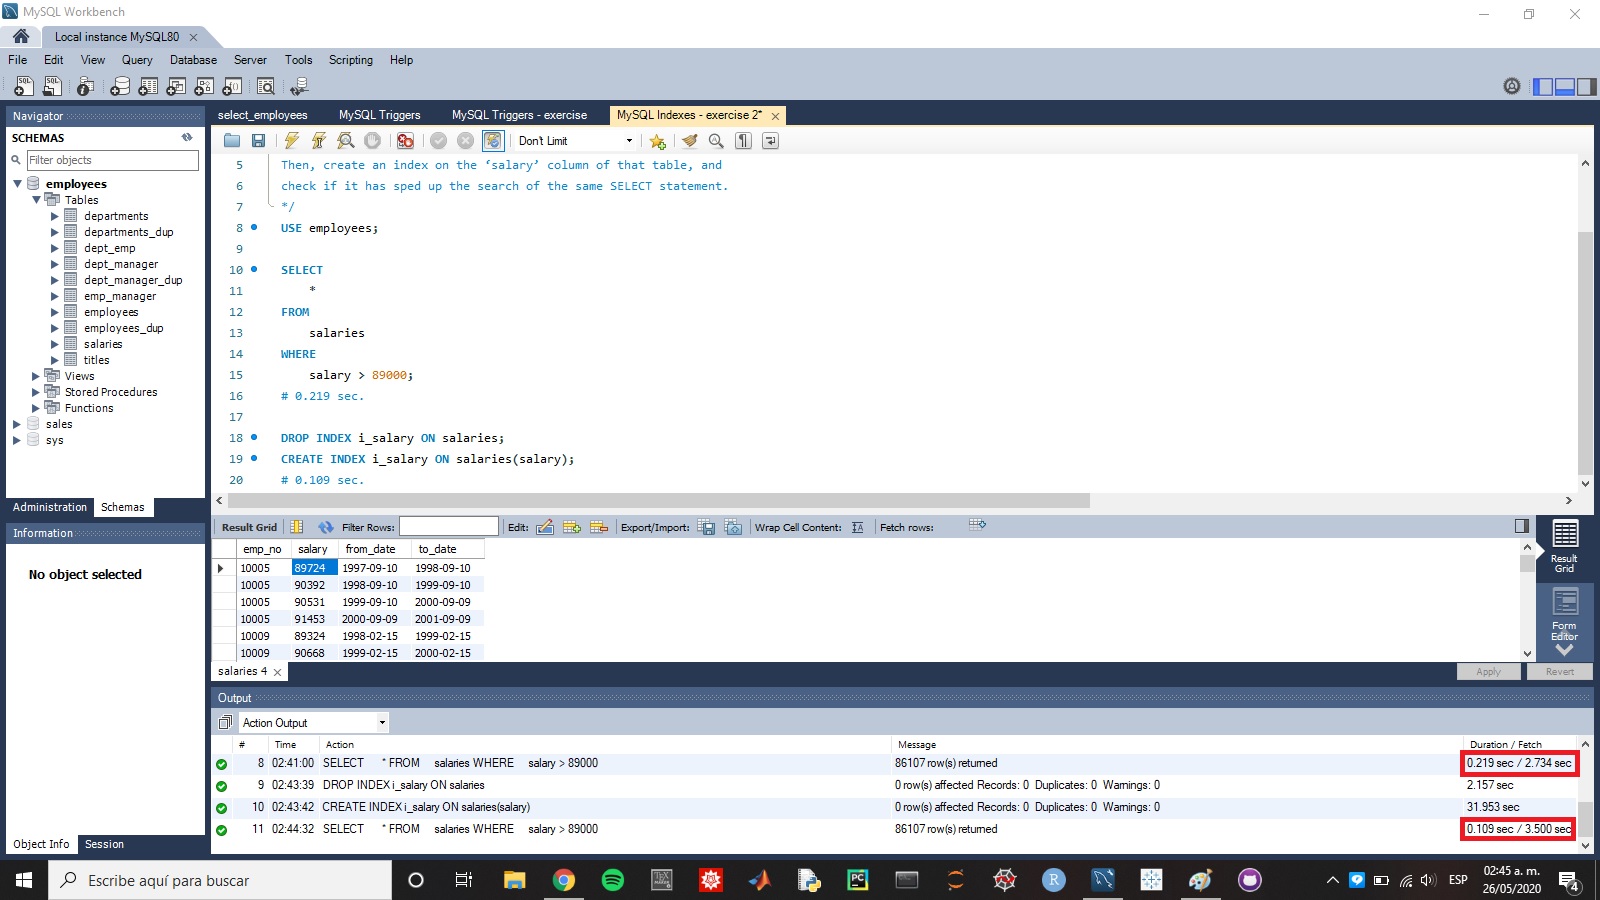 MySQL Workbench
Local instance MySQL80
File Edit View Query Database Server Tools Scripting Help
Navigator
SCHEMAS
Filter objects
employees
Tables
departments
departments_dup
dept_emp
dept_manager
dept_manager_dup
emp_manager
employees
employees_dup
salaries
titles
Views
Stored Procedures
Functions
sales
sys
Administration Schemas
Information
No object selected
Object Info Session
select_employees MySQL Triggers MySQL Triggers - exercise MySQL Indexes - exercise 2*
Don't Limit
5 Then, create an index on the ‘salary’ column of that table, and
6 check if it has sped up the search of the same SELECT statement.
7 */
8 USE employees;
9
10 SELECT
11 *
12 FROM
13 salaries
14 WHERE
15 salary > 89000;
16 # 0.219 sec.
17
18 DROP INDEX i_salary ON salaries;
19 CREATE INDEX i_salary ON salaries(salary);
20 # 0.109 sec.
Result Grid Filter Rows: Edit: Export/Import: Wrap Cell Content: Fetch rows:
emp_no salary from_date to_date
10005 89724 1997-09-10 1998-09-10
10005 90392 1998-09-10 1999-09-10
10005 90531 1999-09-10 2000-09-09
10005 91453 2000-09-09 2001-09-09
10009 89324 1998-02-15 1999-02-15
10009 90668 1999-02-15 2000-02-15
Result
Grid
Form
Editor
salaries 4
Apply Revert
Output
Action Output
# Time Action Message Duration / Fetch
8 02:41:00 SELECT * FROM salaries WHERE salary > 89000 86107 row(s) returned 0.219 sec / 2.734 sec
9 02:43:39 DROP INDEX i_salary ON salaries 0 row(s) affected Records: 0 Duplicates: 0 Warnings: 0 2.157 sec
10 02:43:42 CREATE INDEX i_salary ON salaries(salary) 0 row(s) affected Records: 0 Duplicates: 0 Warnings: 0 31.953 sec
11 02:44:32 SELECT * FROM salaries WHERE salary > 89000 86107 row(s) returned 0.109 sec / 3.500 sec
Escribe aquí para buscar
ESP
02:45 a. m.
26/05/2020
4